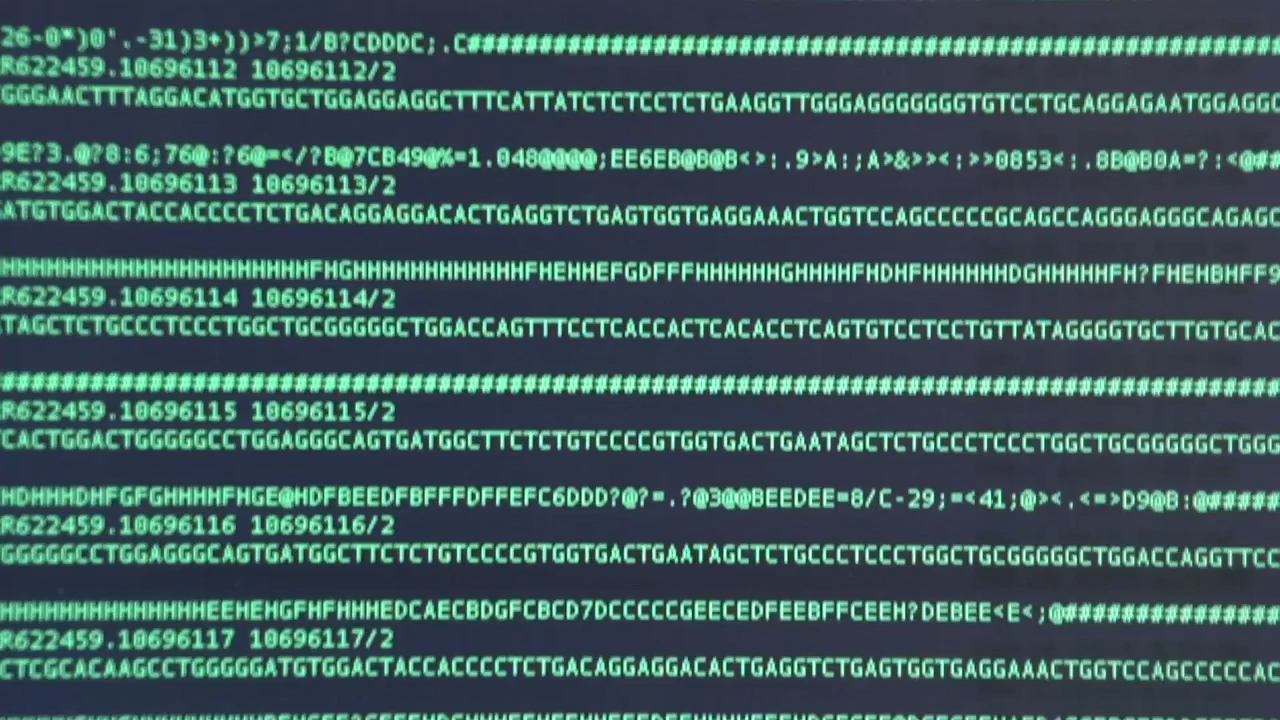 26-0*)0'.-31)3+))>7;1/B?CDDDC;.C######################################################
R622459.10696112 10696112/2
GGGAACTTTAGGACATGGTGCTGGAGGAGGCTTTCATTATCTCTCCTCTGAAGGTTGGGAGGGGGGGTGTCCTGCAGGAGAATGGAGGC
9E?3.@?8:6;76@:?6@=</?B@7CB49@%=1.048@@@@;EE6EB@B@B<>:.9>A:;A>&>><:>>0853<:.8B@B0A=?:<@##
R622459.10696113 10696113/2
ATGTGGACTACCACCCCTCTGACAGGAGGACACTGAGGTCTGAGTGGTGAGGAAACTGGTCCAGCCCCCGCAGCCAGGGAGGGCAGAGC
HHHHHHHHHHHHHHHHHHHHHFHGHHHHHHHHHHHHFHEHHEFGDFFFHHHHHHGHHHHFHDHFHHHHHHDGHHHHHFH?FHEHBHFF9
R622459.10696114 10696114/2
TAGCTCTGCCCTCCCTGGCTGCGGGGGCTGGACCAGTTTCCTCACCACTCACACCTCAGTGTCCTCCTGTTATAGGGGTGCTTGTGCAC
########################################################################################
R622459.10696115 10696115/2
CACTGGACTGGGGGCCTGGAGGGCAGTGATGGCTTCTCTGTCCCCGTGGTGACTGAATAGCTCTGCCCTCCCTGGCTGCGGGGGCTGGG
HDHHHDHFGFGHHHHFHGE@HDFBEEDFBFFFDFFEFC6DDD?@?=.?@3@@BEEDEE=8/C-29;=<41;@><.<=>D9@B:@#####
R622459.10696116 10696116/2
GGGGGCCTGGAGGGCAGTGATGGCTTCTCTGTCCCCGTGGTGACTGAATAGCTCTGCCCTCCCTGGCTGCGGGGGCTGGACCAGGTTCC
HHHHHHHHHHHHHHEEHEHGFHFHHHEDCAECBDGFCBCD7DCCCCCGEECEDFEEBFFCEEH?DEBEE<E<;@###############
R622459.10696117 10696117/2
CTCGCACAAGCCTGGGGGATGTGGACTACCACCCCTCTGACAGGAGGACACTGAGGTCTGAGTGGTGAGGAAACTGGTCCAGCCCCCAC